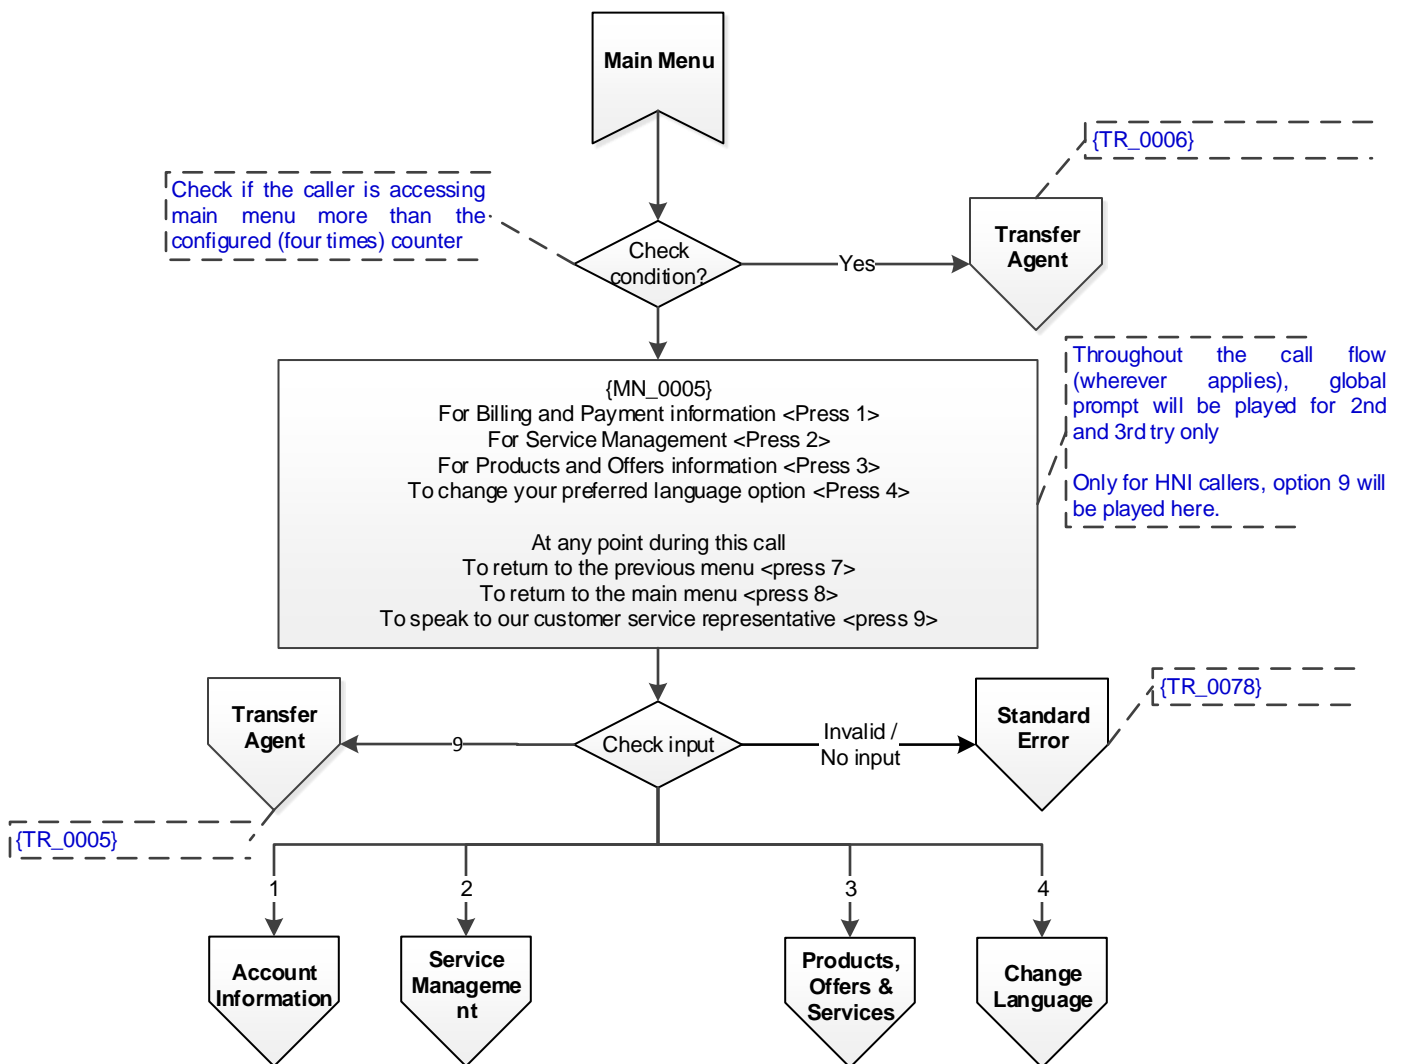 Main Menu
{TR_0006}
Check if the caller is accessing
main menu more than the
configured (four times) counter
Transfer
Agent
Check
condition?
Yes
Throughout the call flow
(wherever applies), global
prompt will be played for 2nd
and 3rd try only
Only for HNI callers, option 9 will
be played here.
{MN_0005}
For Billing and Payment information <Press 1>
For Service Management <Press 2>
For Products and Offers information <Press 3>
To change your preferred language option <Press 4>
At any point during this call
To return to the previous menu <press 7>
To return to the main menu <press 8>
To speak to our customer service representative <press 9>
{TR_0078}
Transfer
Agent
9
Check input
Invalid /
No input
Standard
Error
{TR_0005}
1
2
3
4
Account
Information
Service
Manageme
nt
Products,
Offers &
Services
Change
Language